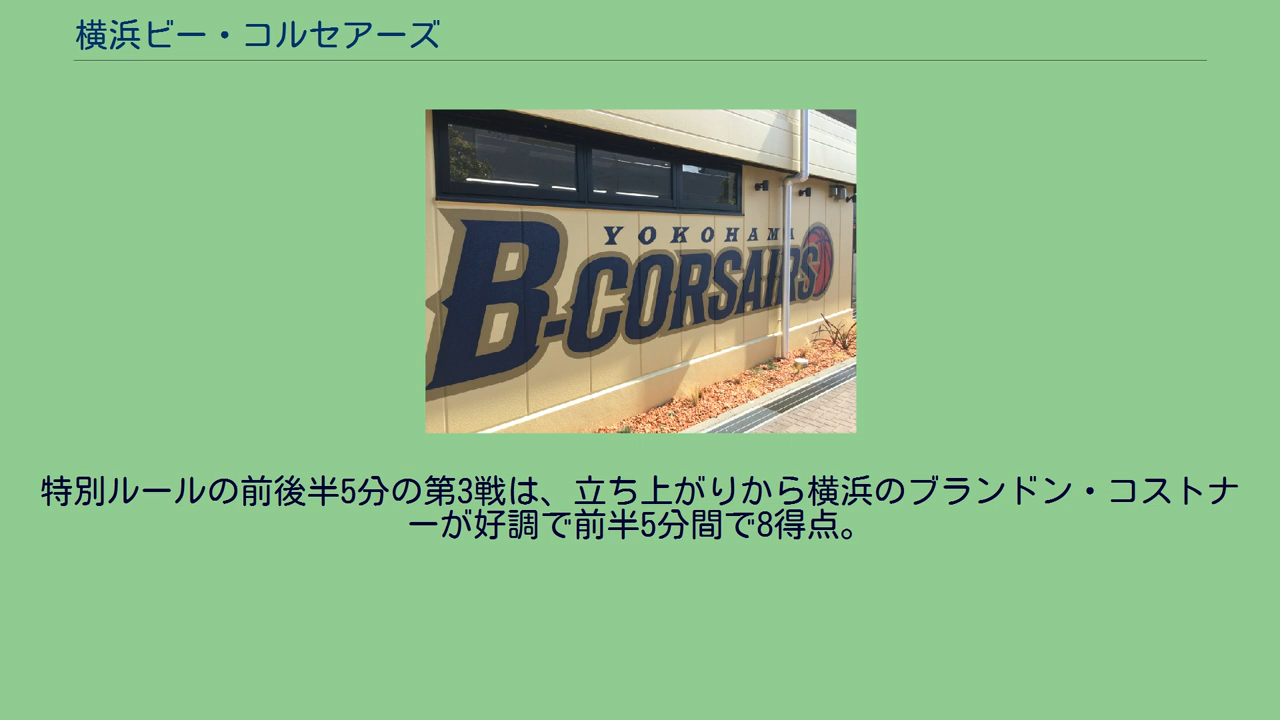 横浜ビー・コルセアーズ
YOKOHAMA
B-CORSAIRS
特別ルールの前後半5分の第3戦は、立ち上がりから横浜のブランドン・コストナ
ーが好調で前半5分間で8得点。